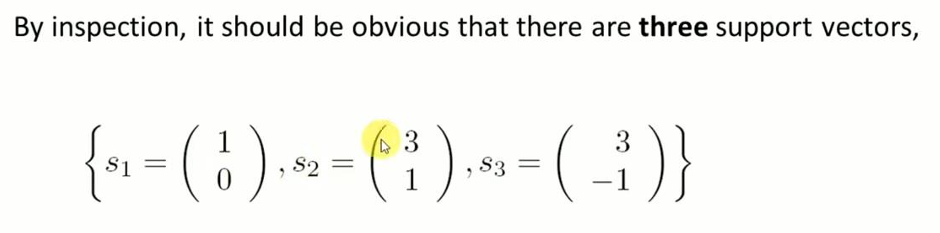 By inspection, it should be obvious that there are three support vectors,
{ s₁ = ( 1 0 ) , s₂ = ( 3 1 ) , s₃ = ( 3 −1 ) }